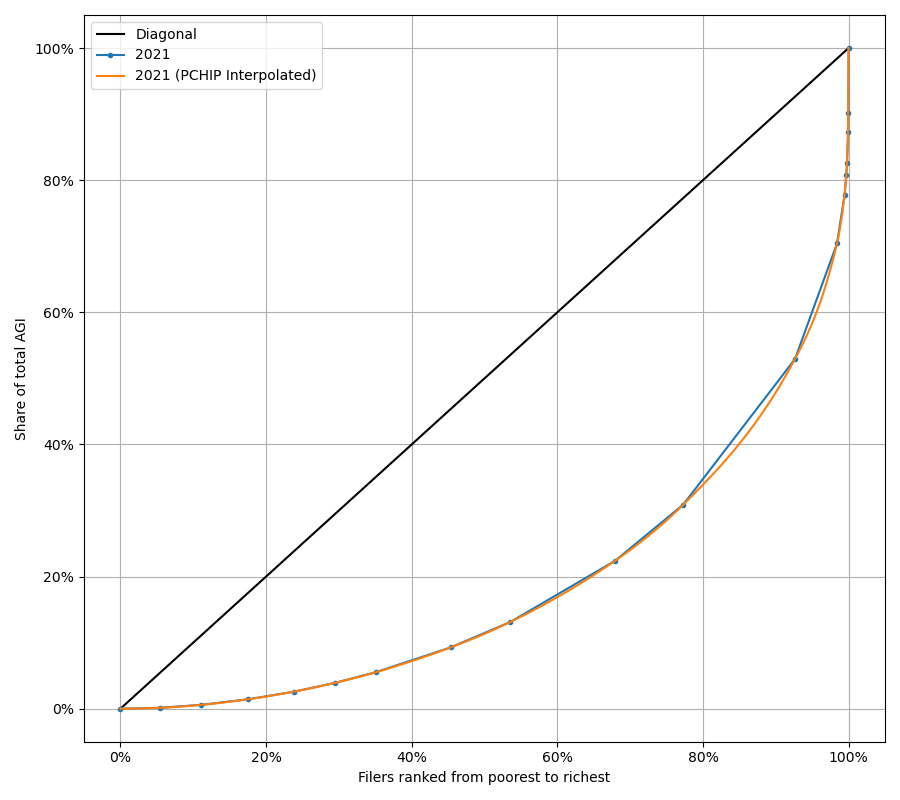 Diagonal
2021
2021 (PCHIP Interpolated)
100%
80%
60%
40%
20%
0%
Share of total AGI
0% 20% 40% 60% 80% 100%
Filers ranked from poorest to richest